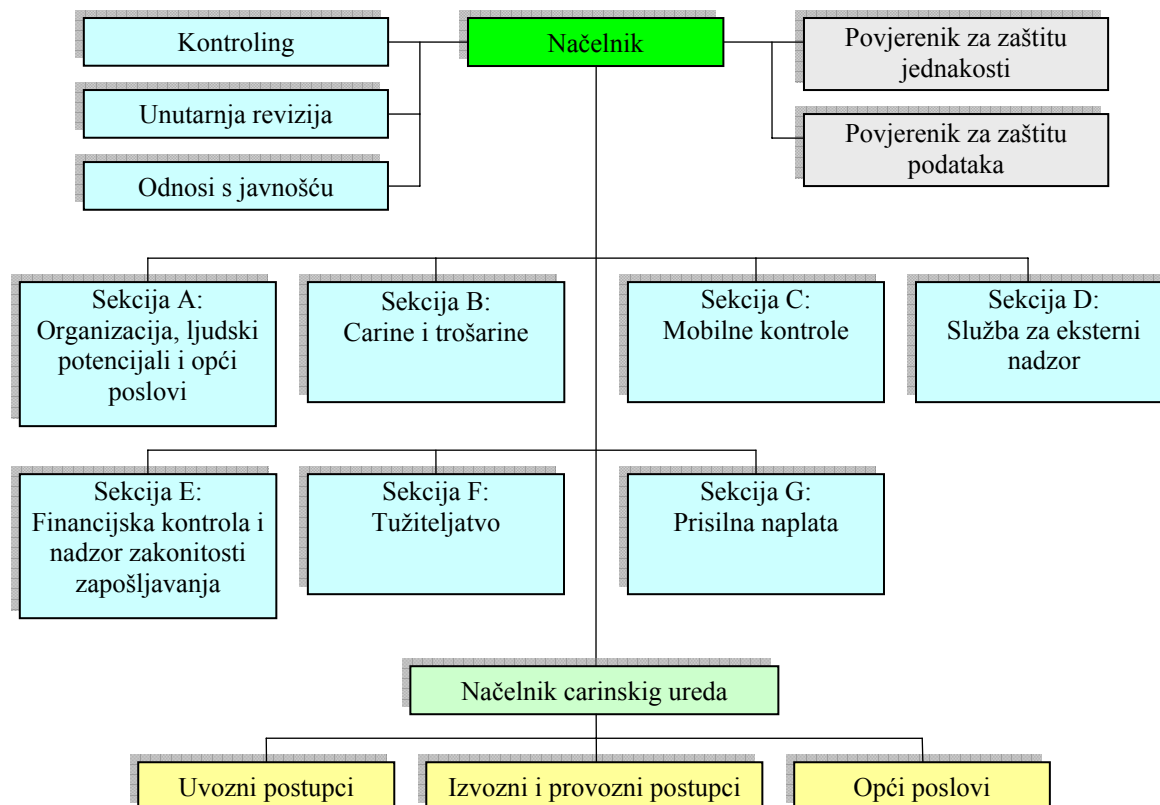 Kontroling
Načelnik
Povjerenik za zaštitu
jednakosti
Unutarnja revizija
Povjerenik za zaštitu
podataka
Odnosi s javnošću
Sekcija A:
Organizacija, ljudski
potencijali i opći
poslovi
Sekcija B:
Carine i trošarine
Sekcija C:
Mobilne kontrole
Sekcija D:
Služba za eksterni
nadzor
Sekcija E:
Financijska kontrola i
nadzor zakonitosti
zapošljavanja
Sekcija F:
Tužiteljatvo
Sekcija G:
Prisilna naplata
Načelnik carinskig ureda
Uvozni postupci
Izvozni i provozni postupci
Opći poslovi